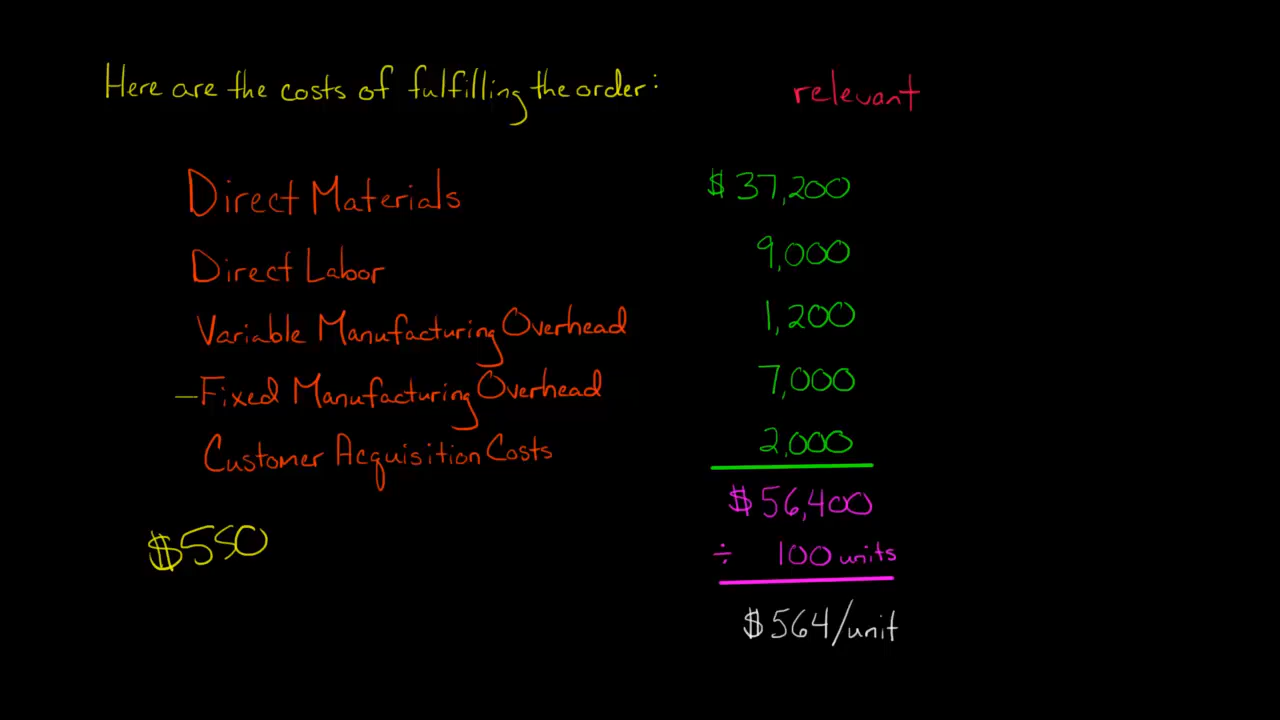 Here are the costs of fulfilling the order: relevant
Direct Materials $37,200
Direct Labor 9,000
Variable Manufacturing Overhead 1,200
—Fixed Manufacturing Overhead 7,000
Customer Acquisition Costs 2,000
$56,400
$550 ÷ 100 units
$564/unit